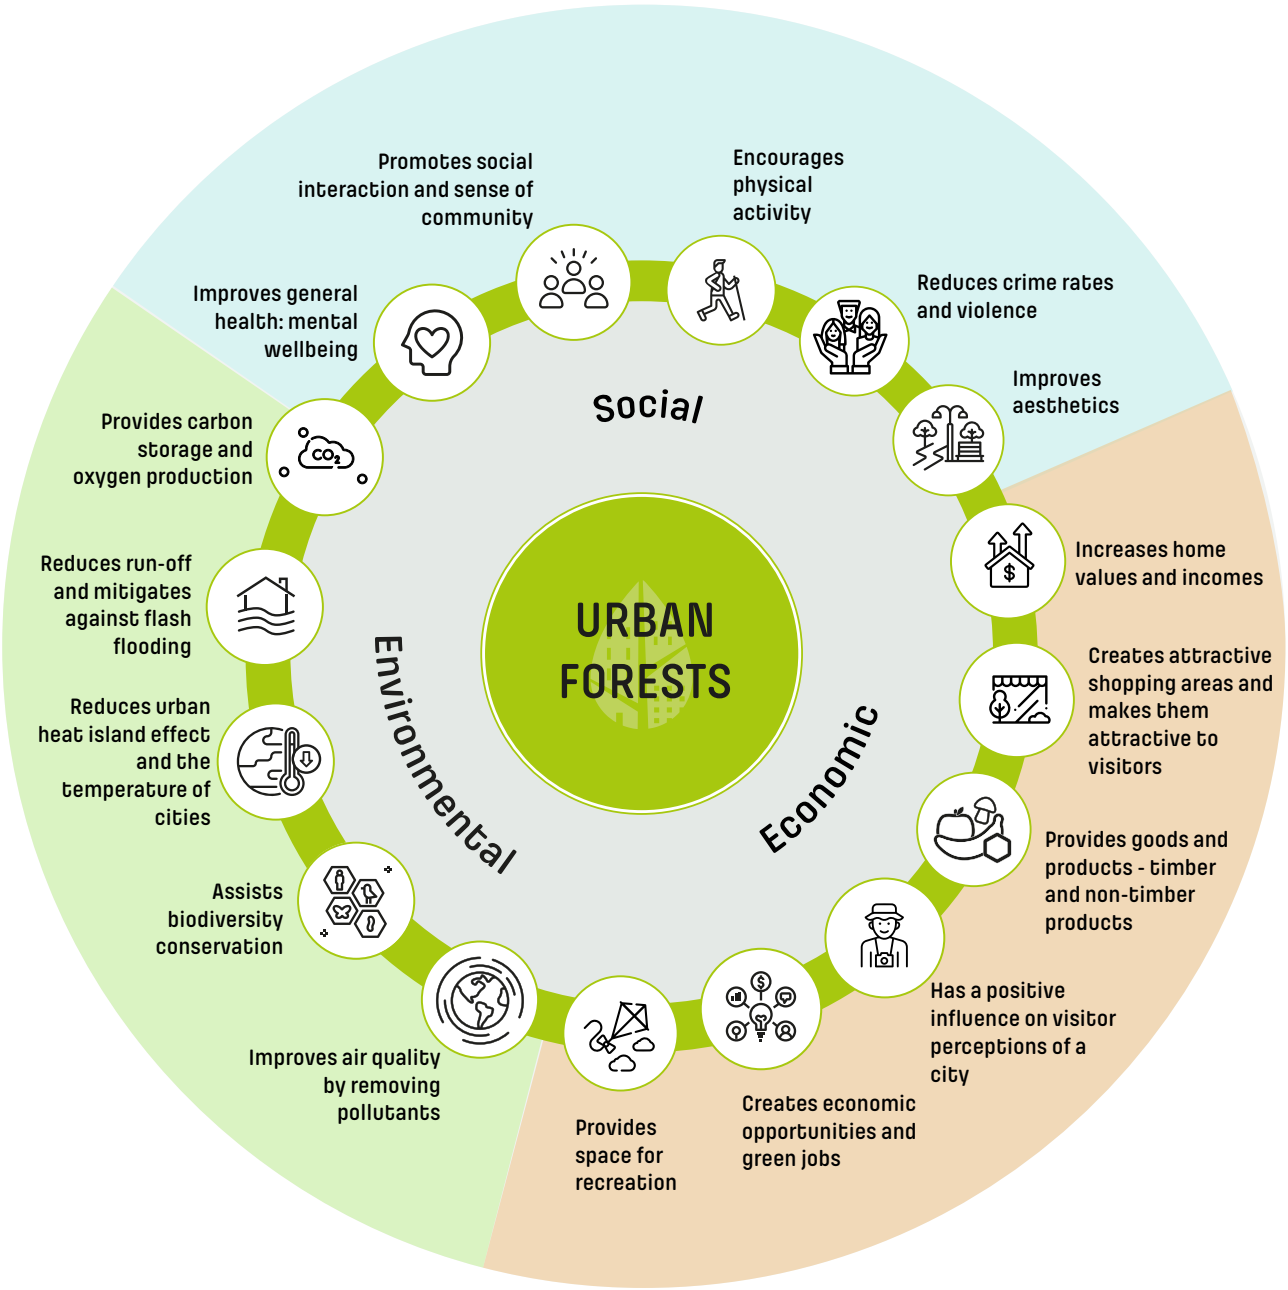 Promotes social
interaction and sense of
community
Encourages
physical
activity
Reduces crime rates
and violence
Improves
aesthetics
Improves general
health: mental
wellbeing
Social
Provides carbon
storage and
oxygen production
CO₂
Reduces run-off
and mitigates
against flash
flooding
Reduces urban
heat island effect
and the
temperature of
cities
Assists
biodiversity
conservation
Improves air quality
by removing
pollutants
Environmental
URBAN
FORESTS
Economic
$
Increases home
values and incomes
Creates attractive
shopping areas and
makes them
attractive to
visitors
Provides goods and
products - timber
and non-timber
products
Has a positive
influence on visitor
perceptions of a
city
$
Creates economic
opportunities and
green jobs
Provides
space for
recreation